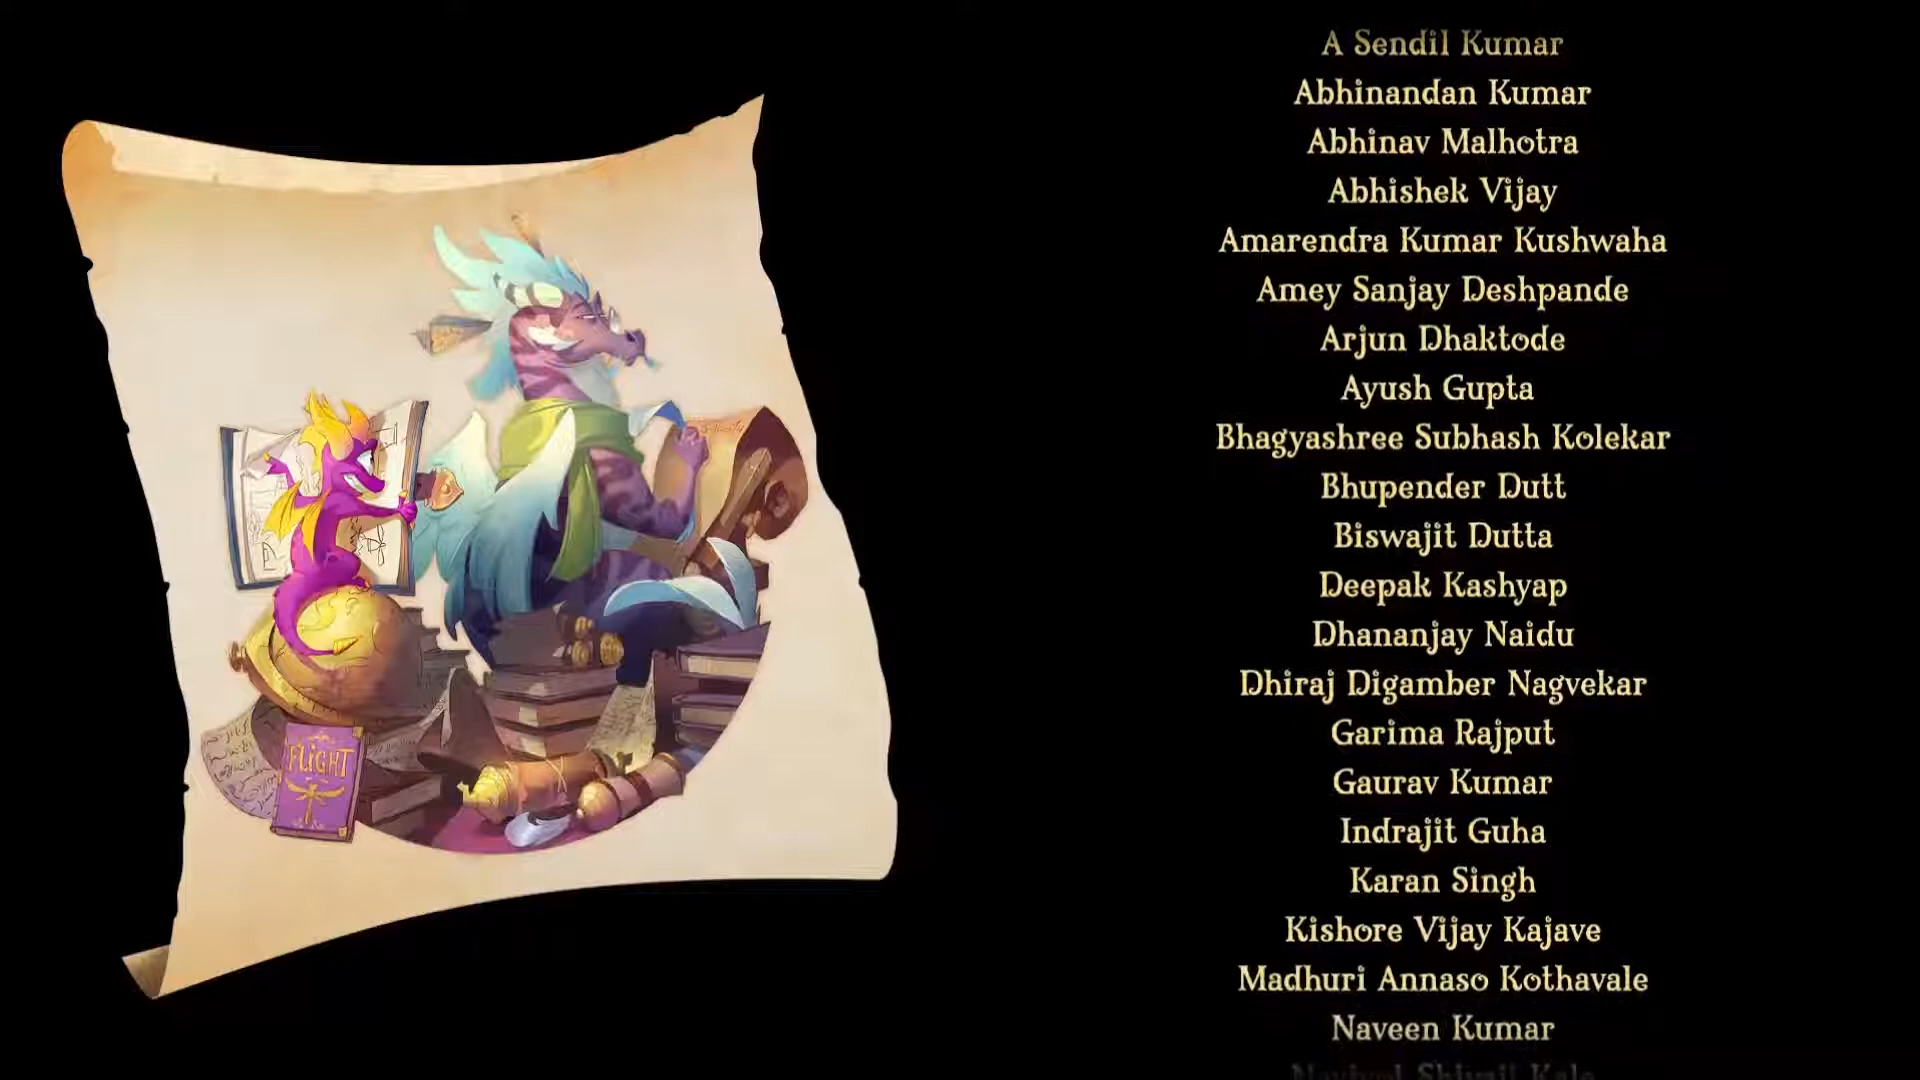 A Sendil Kumar
Abhinandan Kumar
Abhinav Malhotra
Abhishek Vijay
Amarendra Kumar Kushwaha
Amey Sanjay Deshpande
Arjun Dhaktode
Ayush Gupta
Bhagyashree Subhash Kolekar
Bhupender Dutt
Biswajit Dutta
Deepak Kashyap
Dhananjay Naidu
Dhiraj Digamber Nagvekar
Garima Rajput
Gaurav Kumar
Indrajit Guha
Karan Singh
Kishore Vijay Kajave
Madhuri Annaso Kothavale
Naveen Kumar
FLiGHT